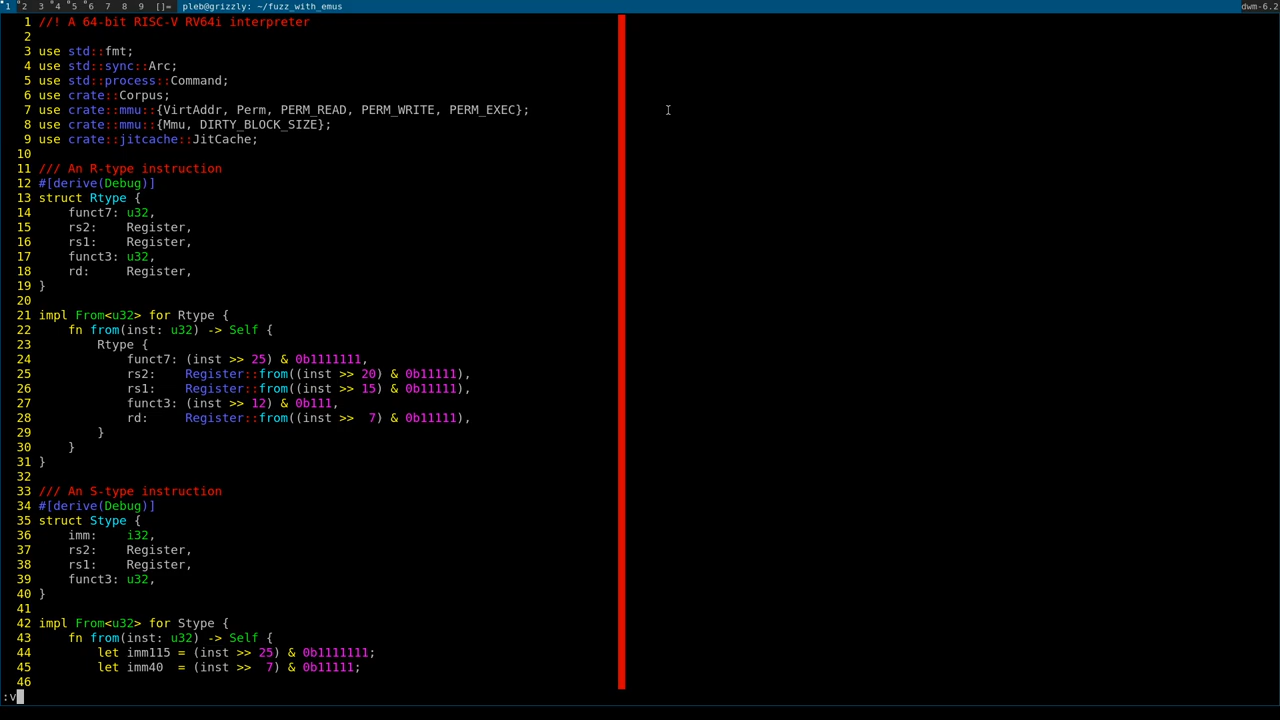 1 2 3 4 5 6 7 8 9 []= pleb@grizzly: ~/fuzz_with_emus dwm-6.2
1 //! A 64-bit RISC-V RV64i interpreter
2
3 use std::fmt;
4 use std::sync::Arc;
5 use std::process::Command;
6 use crate::Corpus;
7 use crate::mmu::{VirtAddr, Perm, PERM_READ, PERM_WRITE, PERM_EXEC};
8 use crate::mmu::{Mmu, DIRTY_BLOCK_SIZE};
9 use crate::jitcache::JitCache;
10
11 /// An R-type instruction
12 #[derive(Debug)]
13 struct Rtype {
14     funct7: u32,
15     rs2:    Register,
16     rs1:    Register,
17     funct3: u32,
18     rd:     Register,
19 }
20
21 impl From<u32> for Rtype {
22     fn from(inst: u32) -> Self {
23         Rtype {
24             funct7: (inst >> 25) & 0b1111111,
25             rs2:    Register::from((inst >> 20) & 0b11111),
26             rs1:    Register::from((inst >> 15) & 0b11111),
27             funct3: (inst >> 12) & 0b111,
28             rd:     Register::from((inst >>  7) & 0b11111),
29         }
30     }
31 }
32
33 /// An S-type instruction
34 #[derive(Debug)]
35 struct Stype {
36     imm:    i32,
37     rs2:    Register,
38     rs1:    Register,
39     funct3: u32,
40 }
41
42 impl From<u32> for Stype {
43     fn from(inst: u32) -> Self {
44         let imm115 = (inst >> 25) & 0b1111111;
45         let imm40  = (inst >>  7) & 0b11111;
46
:v